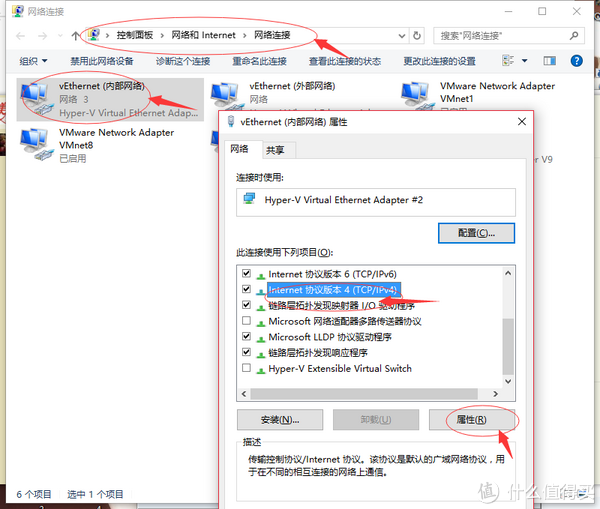 网络连接
控制面板 > 网络和 Internet > 网络连接
搜索"网络连接"
组织 禁用此网络设备 诊断这个连接 重命名此连接 查看此连接的状态 更改此连接的设置
vEthernet (内部网络)
网络 3
Hyper-V Virtual Ethernet Adap...
vEthernet (外部网络)
网络
VMware Network Adapter
VMnet1
VMware Network Adapter
VMnet8
已启用
er V9
vEthernet (内部网络) 属性
网络 共享
连接时使用:
Hyper-V Virtual Ethernet Adapter #2
配置(C)...
此连接使用下列项目(O):
Internet 协议版本 6 (TCP/IPv6)
Internet 协议版本 4 (TCP/IPv4)
链路层拓扑发现映射器 I/O 驱动程序
Microsoft 网络适配器多路传送器协议
Microsoft LLDP 协议驱动程序
链路层拓扑发现响应程序
Hyper-V Extensible Virtual Switch
安装(N)... 卸载(U) 属性(R)
描述
传输控制协议/Internet 协议。该协议是默认的广域网络协议，用
于在不同的相互连接的网络上通信。
6 个项目 选中 1 个项目
值 什么值得买